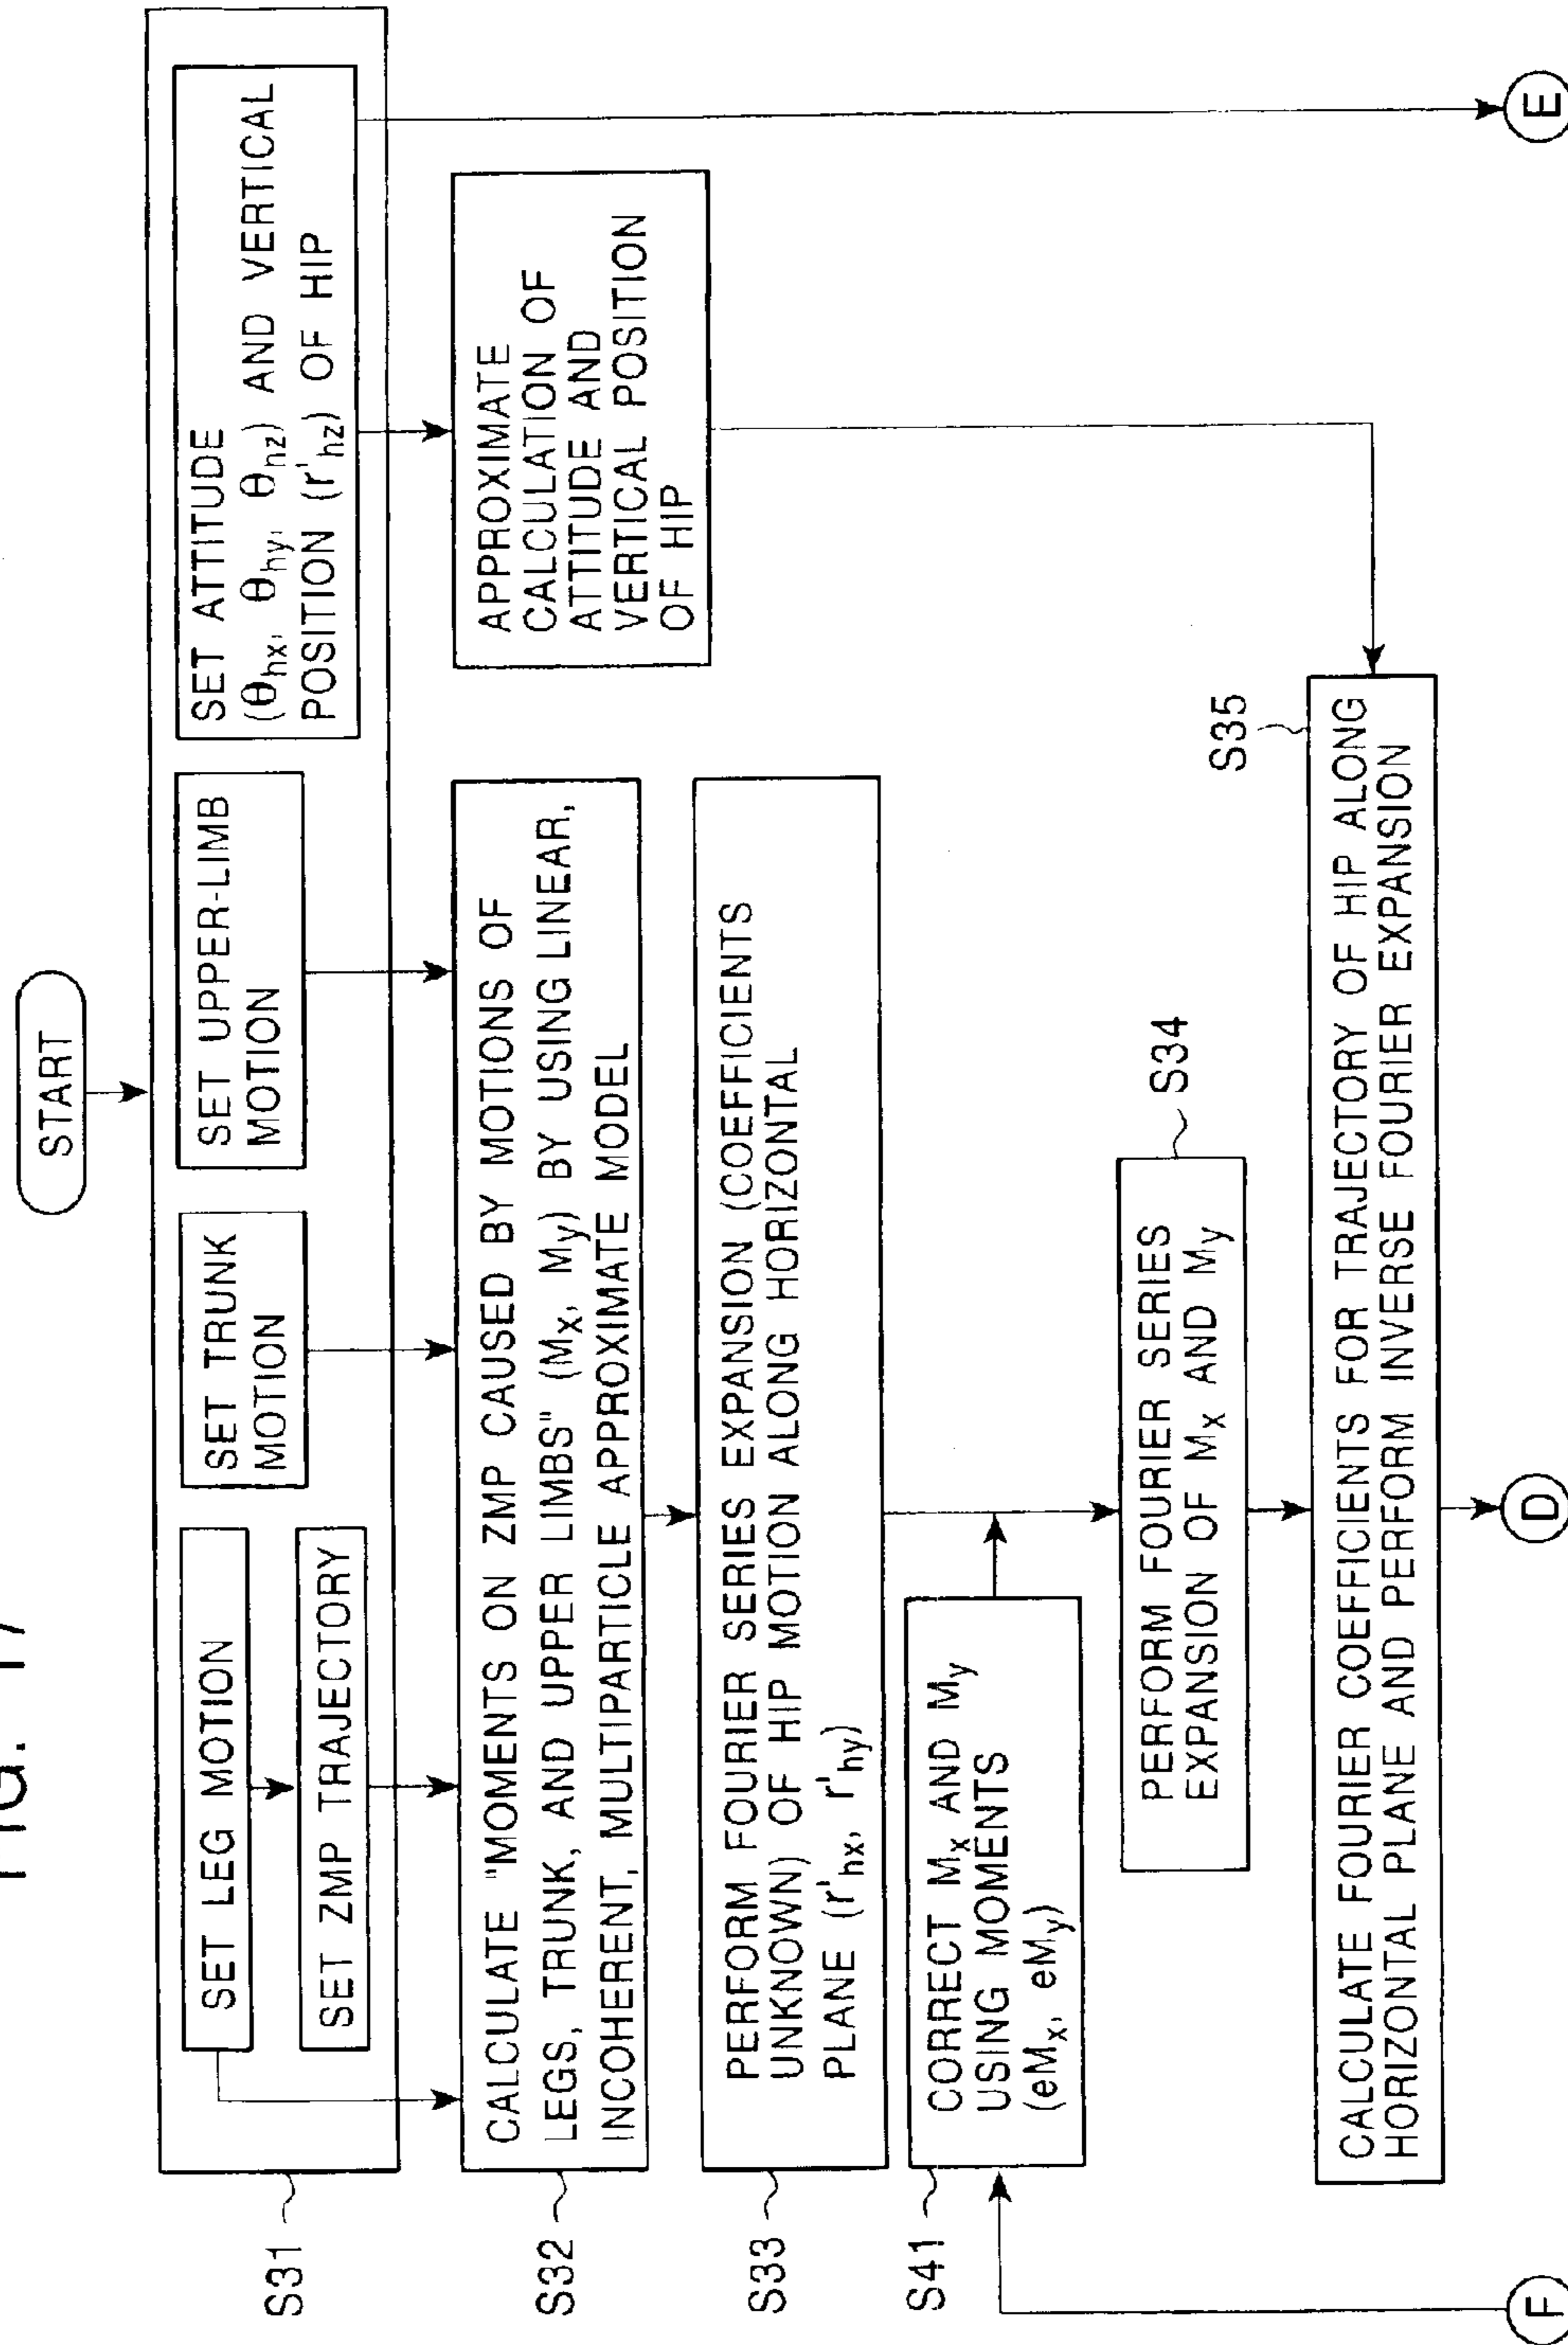 FIG. 17
START
SET LEG MOTION
SET ZMP TRAJECTORY
SET TRUNK
MOTION
SET UPPER-LIMB
MOTION
SET ATTITUDE
(θhx, θhy, θhz) AND VERTICAL
POSITION (r'hz) OF HIP
S31
CALCULATE "MOMENTS ON ZMP CAUSED BY MOTIONS OF
LEGS, TRUNK, AND UPPER LIMBS" (Mx, My) BY USING LINEAR,
INCOHERENT, MULTIPARTICLE APPROXIMATE MODEL
S32
APPROXIMATE
CALCULATION OF
ATTITUDE AND
VERTICAL POSITION
OF HIP
PERFORM FOURIER SERIES EXPANSION (COEFFICIENTS
UNKNOWN) OF HIP MOTION ALONG HORIZONTAL
PLANE (r'hx, r'hy)
S33
CORRECT Mx AND My
USING MOMENTS
(eMx, eMy)
S41
PERFORM FOURIER SERIES
EXPANSION OF Mx AND My
S34
S35
CALCULATE FOURIER COEFFICIENTS FOR TRAJECTORY OF HIP ALONG
HORIZONTAL PLANE AND PERFORM INVERSE FOURIER EXPANSION
F
D
E